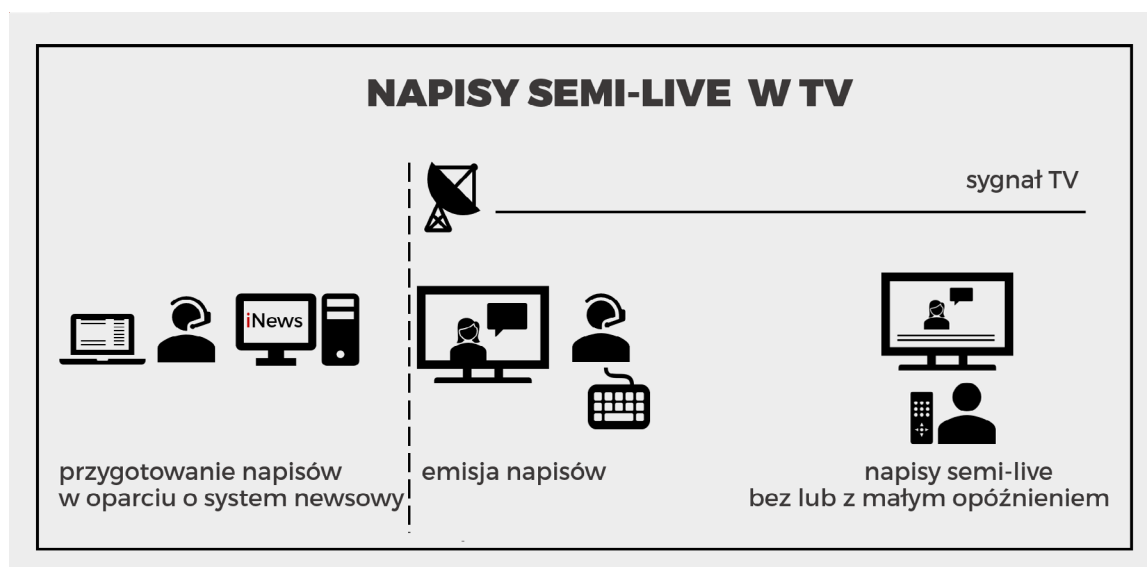 NAPISY SEMI-LIVE W TV
sygnał TV
iNews
przygotowanie napisów
w oparciu o system newsowy
emisja napisów
napisy semi-live
bez lub z małym opóźnieniem